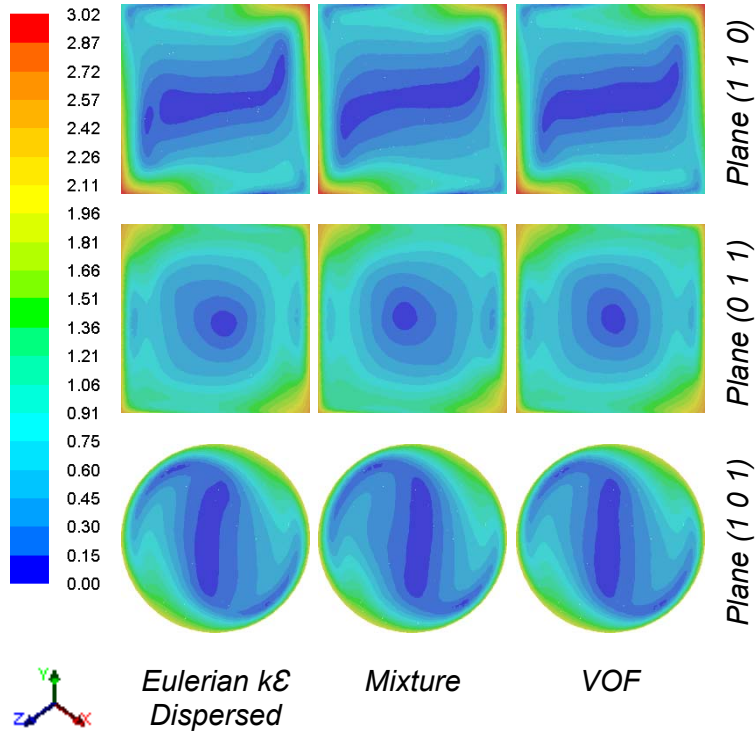 3.02
2.87
2.72
2.57
2.42
2.26
2.11
1.96
1.81
1.66
1.51
1.36
1.21
1.06
0.91
0.75
0.60
0.45
0.30
0.15
0.00
Plane (1 1 0)
Plane (0 1 1)
Plane (1 0 1)
Y
Z
X
Eulerian kƐ
Dispersed
Mixture
VOF